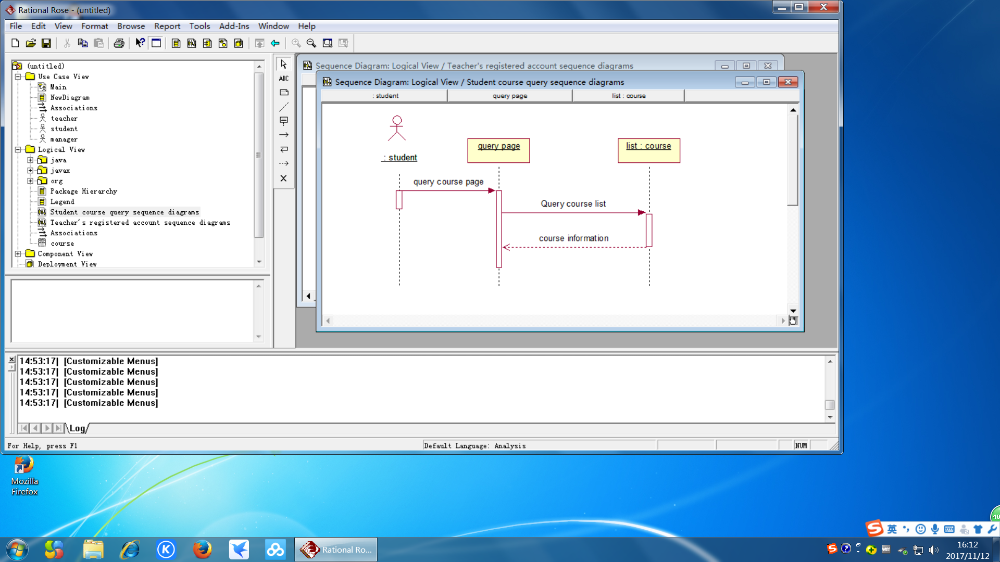 Rational Rose - (untitled)
File Edit View Format Browse Report Tools Add-Ins Window Help
(untitled)
Use Case View
Main
NewDiagram
Associations
teacher
student
manager
Logical View
java
javax
org
Package Hierarchy
Legend
Student course query sequence diagrams
Teacher's registered account sequence diagrams
Associations
course
Component View
Deployment View
ABC
Sequence Diagram: Logical View / Teacher's registered account sequence diagrams
Sequence Diagram: Logical View / Student course query sequence diagrams
: student
query page
list : course
: student
query page
list : course
query course page
Query course list
course information
14:53:17| [Customizable Menus]
14:53:17| [Customizable Menus]
14:53:17| [Customizable Menus]
14:53:17| [Customizable Menus]
14:53:17| [Customizable Menus]
Log
For Help, press F1
Default Language: Analysis
NUM
Mozilla
Firefox
40
英
Rational Ro...
16:12
2017/11/12